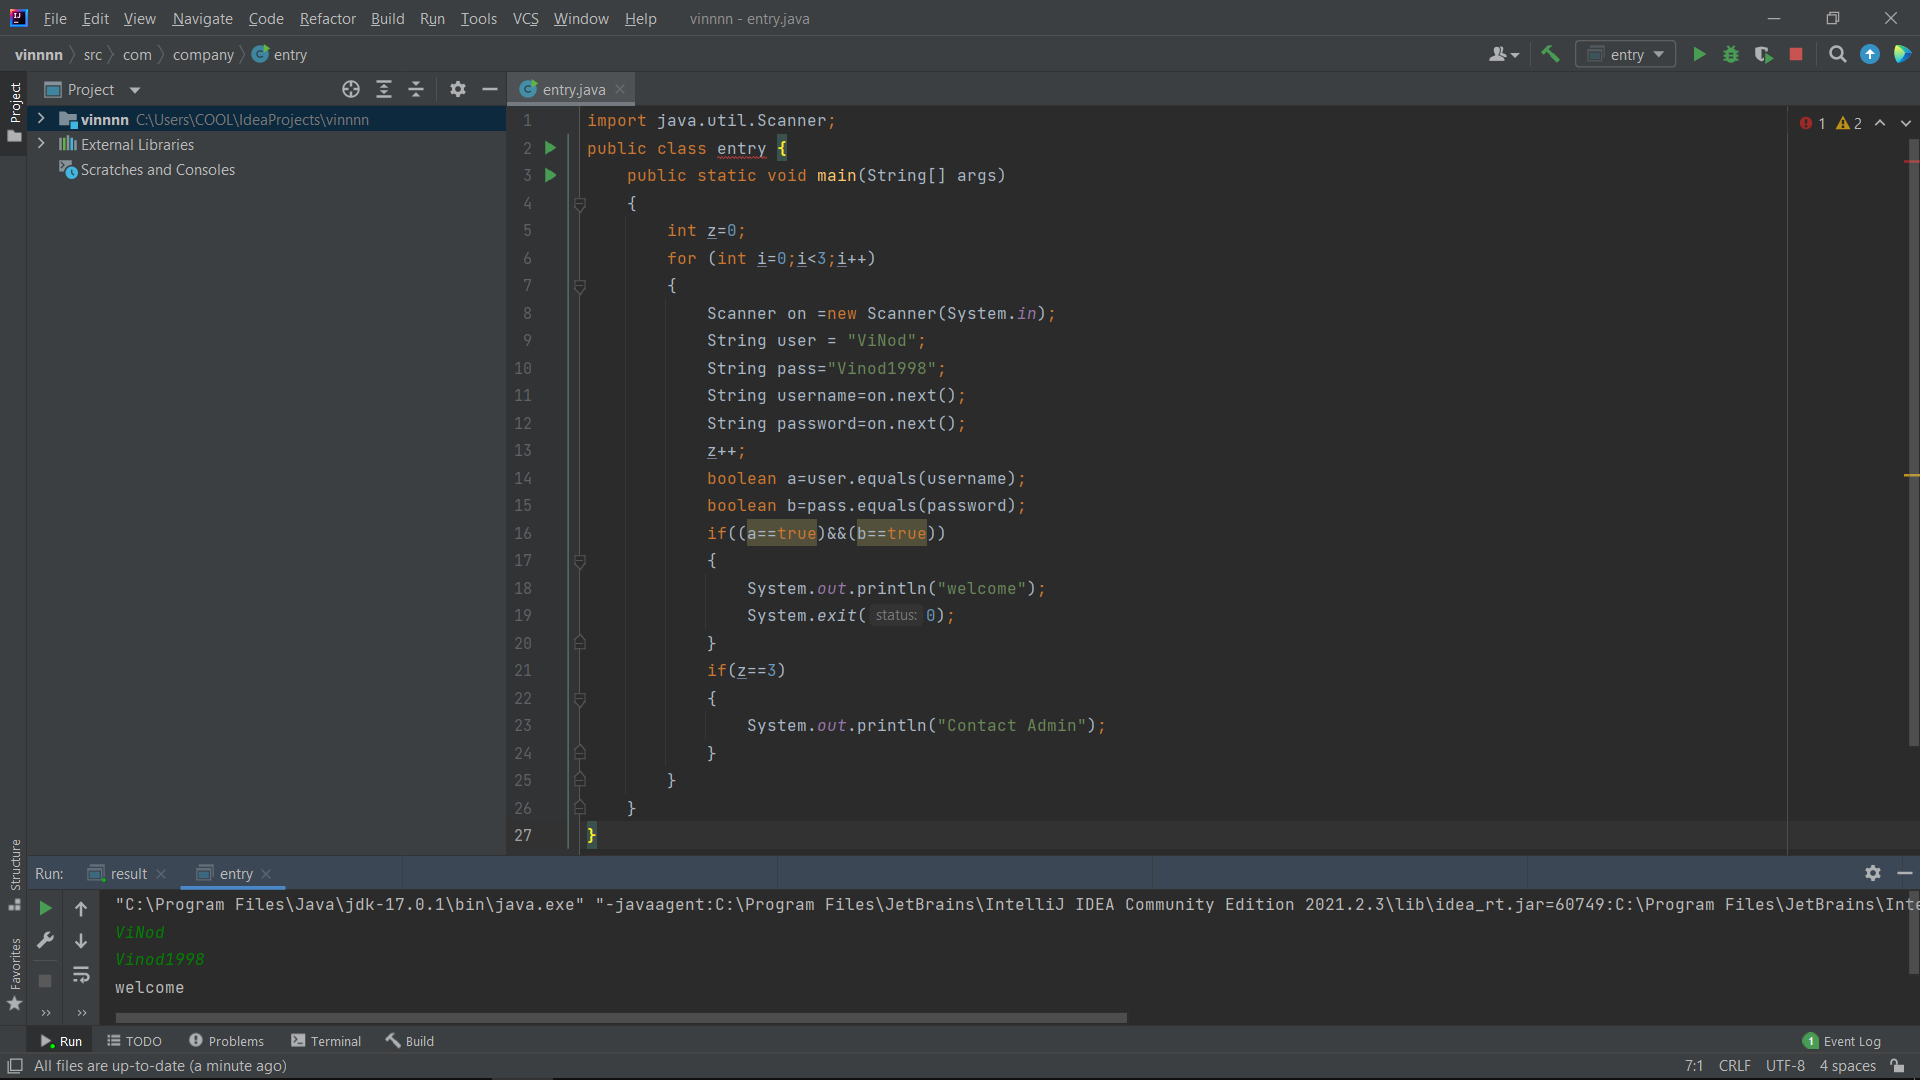 File Edit View Navigate Code Refactor Build Run Tools VCS Window Help vinnnn - entry.java
vinnnn src com company entry
entry
Project
Project
entry.java
vinnnn C:\Users\COOL\IdeaProjects\vinnnn
External Libraries
Scratches and Consoles
1 2
1 import java.util.Scanner;
2 public class entry {
3 public static void main(String[] args)
4 {
5 int z=0;
6 for (int i=0;i<3;i++)
7 {
8 Scanner on =new Scanner(System.in);
9 String user = "ViNod";
10 String pass="Vinod1998";
11 String username=on.next();
12 String password=on.next();
13 z++;
14 boolean a=user.equals(username);
15 boolean b=pass.equals(password);
16 if((a==true)&&(b==true))
17 {
18 System.out.println("welcome");
19 System.exit( status: 0);
20 }
21 if(z==3)
22 {
23 System.out.println("Contact Admin");
24 }
25 }
26 }
27 }
Structure
Favorites
Run: result entry
"C:\Program Files\Java\jdk-17.0.1\bin\java.exe" "-javaagent:C:\Program Files\JetBrains\IntelliJ IDEA Community Edition 2021.2.3\lib\idea_rt.jar=60749:C:\Program Files\JetBrains\Inte
ViNod
Vinod1998
welcome
Run TODO Problems Terminal Build 1 Event Log
All files are up-to-date (a minute ago) 7:1 CRLF UTF-8 4 spaces